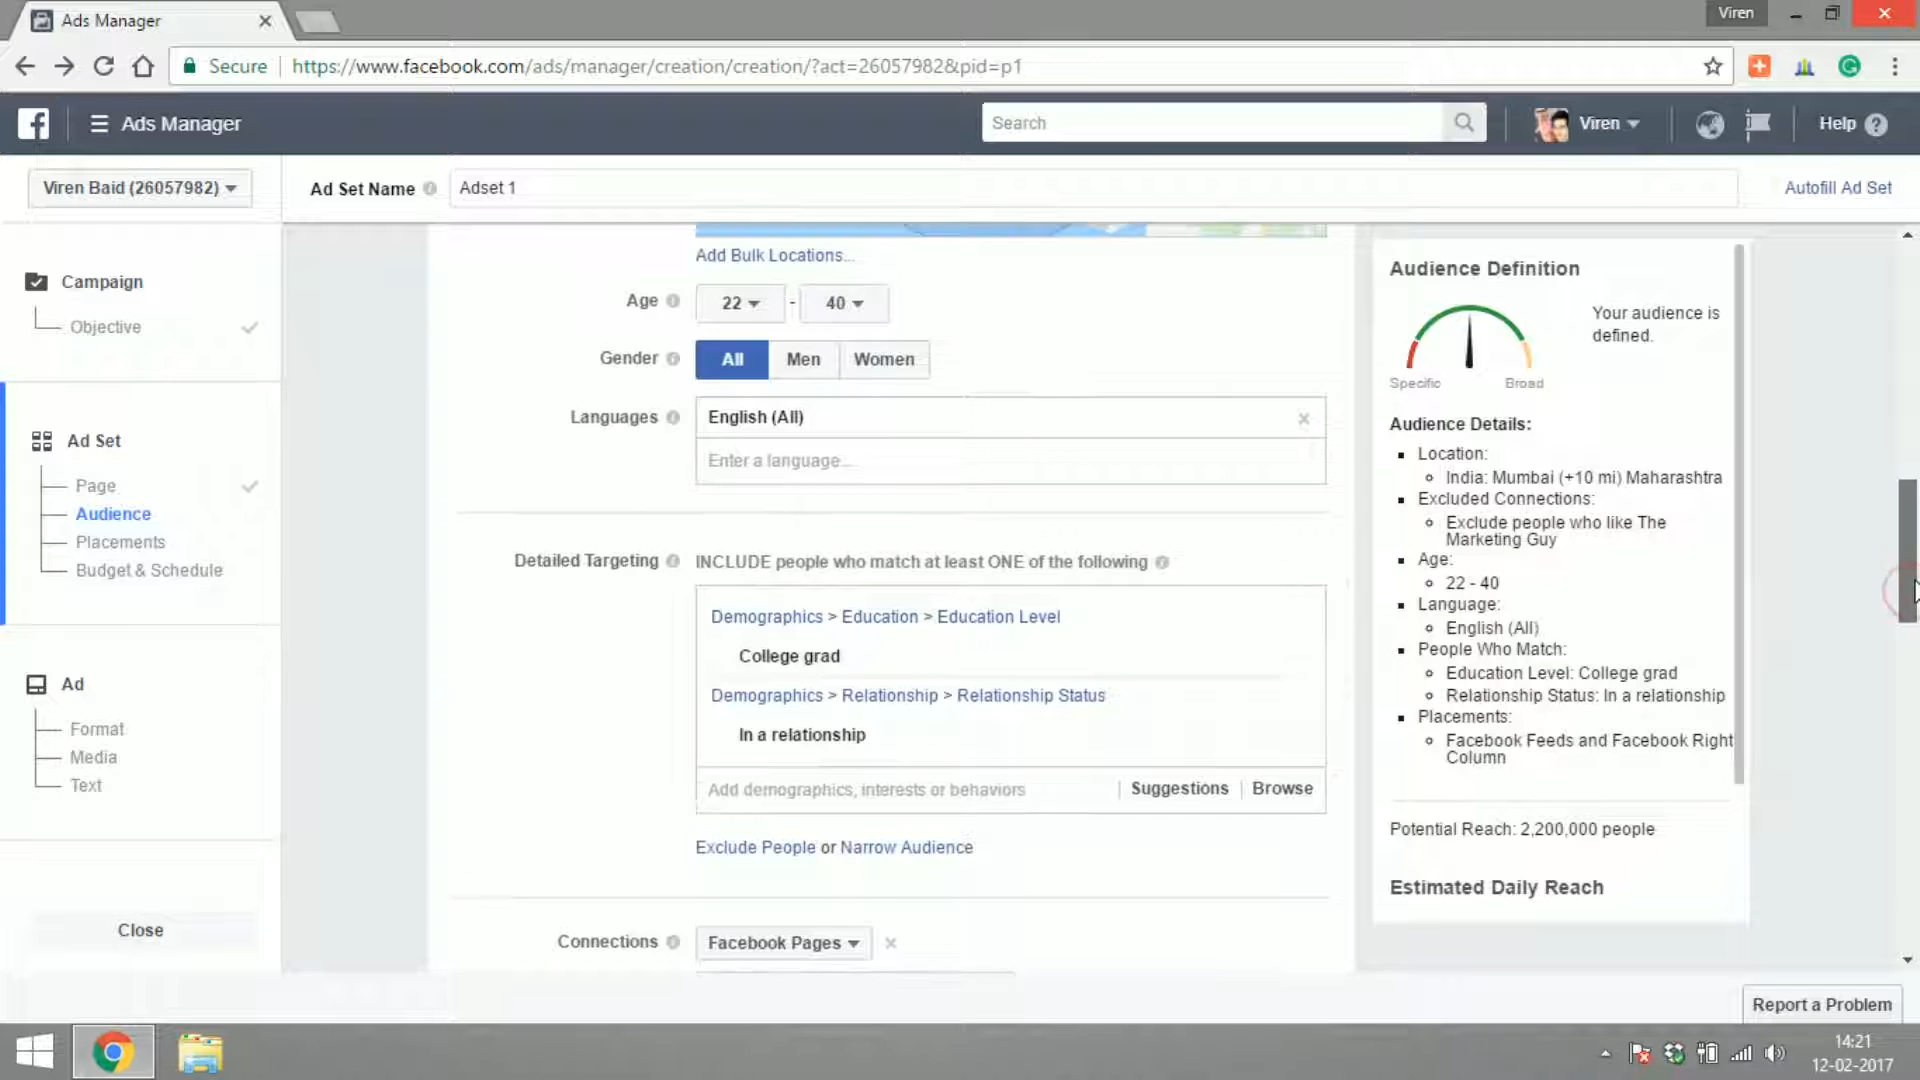 Ads Manager
Viren
Secure
https://www.facebook.com/ads/manager/creation/creation/?act=26057982&pid=p1
Ads Manager
Search
Viren
Help
Viren Baid (26057982)
Ad Set Name
Adset 1
Autofill Ad Set
Campaign
Objective
Ad Set
Page
Audience
Placements
Budget & Schedule
Ad
Format
Media
Text
Close
Add Bulk Locations...
Age
22 - 40
Gender
All
Men
Women
Languages
English (All)
Enter a language...
Detailed Targeting
INCLUDE people who match at least ONE of the following
Demographics > Education > Education Level
College grad
Demographics > Relationship > Relationship Status
In a relationship
Add demographics, interests or behaviors
Suggestions
Browse
Exclude People or Narrow Audience
Connections
Facebook Pages
Audience Definition
Your audience is
defined.
Specific
Broad
Audience Details:
Location:
India: Mumbai (+10 mi) Maharashtra
Excluded Connections:
Exclude people who like The
Marketing Guy
Age:
22 - 40
Language:
English (All)
People Who Match:
Education Level: College grad
Relationship Status: In a relationship
Placements:
Facebook Feeds and Facebook Right
Column
Potential Reach: 2,200,000 people
Estimated Daily Reach
Report a Problem
14:21
12-02-2017